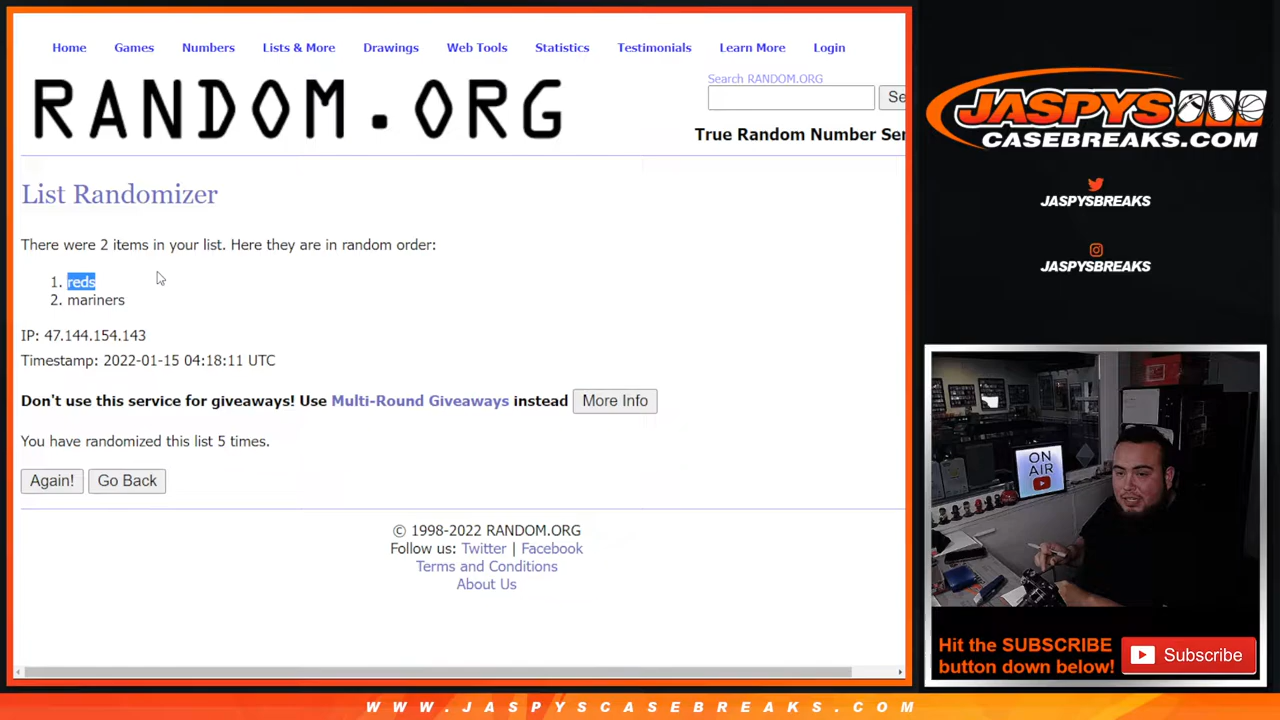 Home Games Numbers Lists & More Drawings Web Tools Statistics Testimonials Learn More Login
RANDOM.ORG
Search RANDOM.ORG
Se
True Random Number Ser
List Randomizer
There were 2 items in your list. Here they are in random order:
1. reds
2. mariners
IP: 47.144.154.143
Timestamp: 2022-01-15 04:18:11 UTC
Don't use this service for giveaways! Use Multi-Round Giveaways instead More Info
You have randomized this list 5 times.
Again! Go Back
© 1998-2022 RANDOM.ORG
Follow us: Twitter | Facebook
Terms and Conditions
About Us
JASPYS
CASEBREAKS.COM
JASPYSBREAKS
JASPYSBREAKS
ON
AIR
Hit the SUBSCRIBE
button down below!
Subscribe
WWW.JASPYSCASEBREAKS.COM